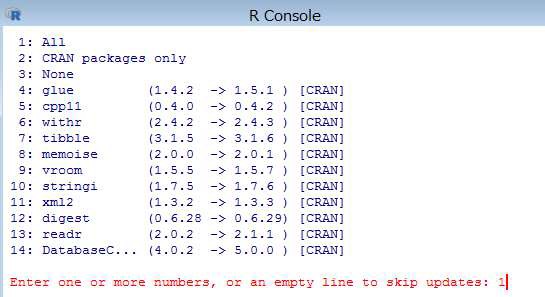 R Console
1: All
2: CRAN packages only
3: None
4: glue (1.4.2 -> 1.5.1 ) [CRAN]
5: cpp11 (0.4.0 -> 0.4.2 ) [CRAN]
6: withr (2.4.2 -> 2.4.3 ) [CRAN]
7: tibble (3.1.5 -> 3.1.6 ) [CRAN]
8: memoise (2.0.0 -> 2.0.1 ) [CRAN]
9: vroom (1.5.5 -> 1.5.7 ) [CRAN]
10: stringi (1.7.5 -> 1.7.6 ) [CRAN]
11: xml2 (1.3.2 -> 1.3.3 ) [CRAN]
12: digest (0.6.28 -> 0.6.29) [CRAN]
13: readr (2.0.2 -> 2.1.1 ) [CRAN]
14: DatabaseC... (4.0.2 -> 5.0.0 ) [CRAN]
Enter one or more numbers, or an empty line to skip updates: 1